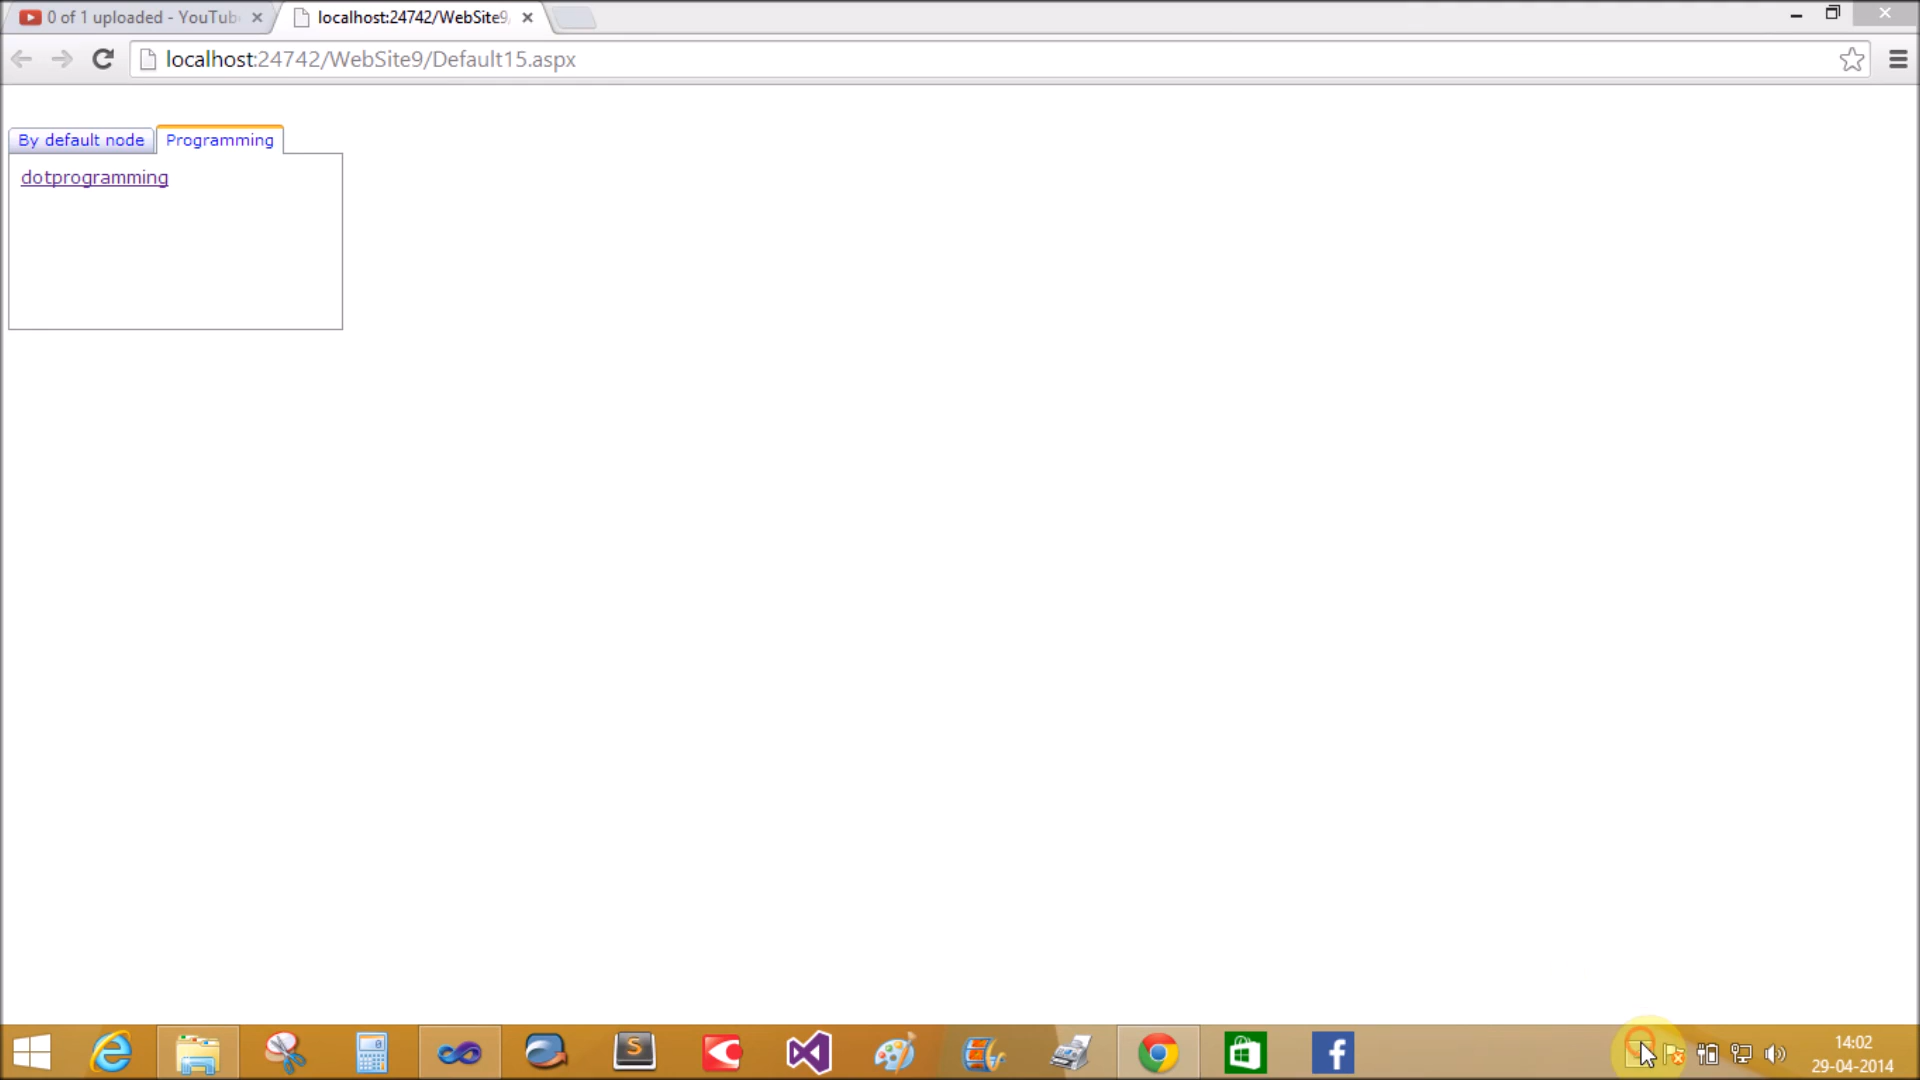 0 of 1 uploaded - YouTub
localhost:24742/WebSite9
localhost:24742/WebSite9/Default15.aspx
By default node
Programming
dotprogramming
14:02
29-04-2014